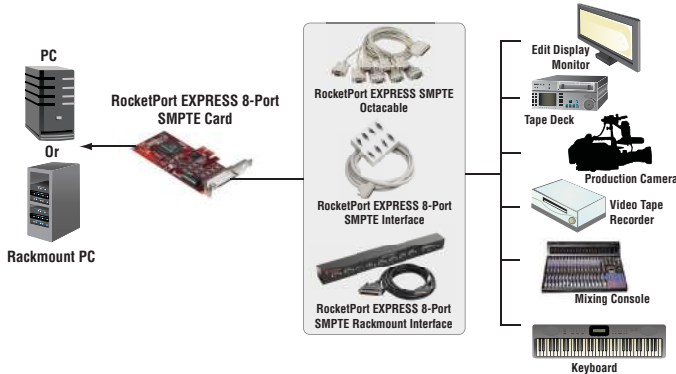 PC
Or
Rackmount PC
RocketPort EXPRESS 8-Port
SMPTE Card
RocketPort EXPRESS SMPTE
Octacable
RocketPort EXPRESS 8-Port
SMPTE Interface
RocketPort EXPRESS 8-Port
SMPTE Rackmount Interface
Edit Display
Monitor
Tape Deck
Production Camera
Video Tape
Recorder
Mixing Console
Keyboard